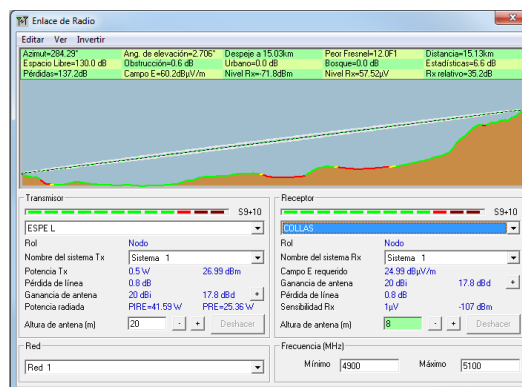 Enlace de Radio
Editar Ver Invertir
Azimut=284.29° Ang. de elevación=2.706° Despeje a 15.03km Peor Fresnel=12.0F1 Distancia=15.13km
Espacio Libre=130.0 dB Obstrucción=0.6 dB Urbano=0.0 dB Bosque=0.0 dB Estadísticas=6.6 dB
Pérdidas=137.2dB Campo E=60.2dBµV/m Nivel Rx=-71.8dBm Nivel Rx=57.52µV Rx relativo=35.2dB
Transmisor
S9+10
ESPE L
Rol Nodo
Nombre del sistema Tx Sistema 1
Potencia Tx 0.5 W 26.99 dBm
Pérdida de línea 0.8 dB
Ganancia de antena 20 dBi 17.8 dBd +
Potencia radiada PIRE=41.59 W PRE=25.36 W
Altura de antena (m) 20 - + Deshacer
Red
Red 1
Receptor
S9+10
COLLAS
Rol Nodo
Nombre del sistema Rx Sistema 1
Campo E requerido 24.99 dBµV/m
Ganancia de antena 20 dBi 17.8 dBd +
Pérdida de línea 0.8 dB
Sensibilidad Rx 1µV -107 dBm
Altura de antena (m) 8 - + Deshacer
Frecuencia (MHz)
Mínimo 4900 Máximo 5100